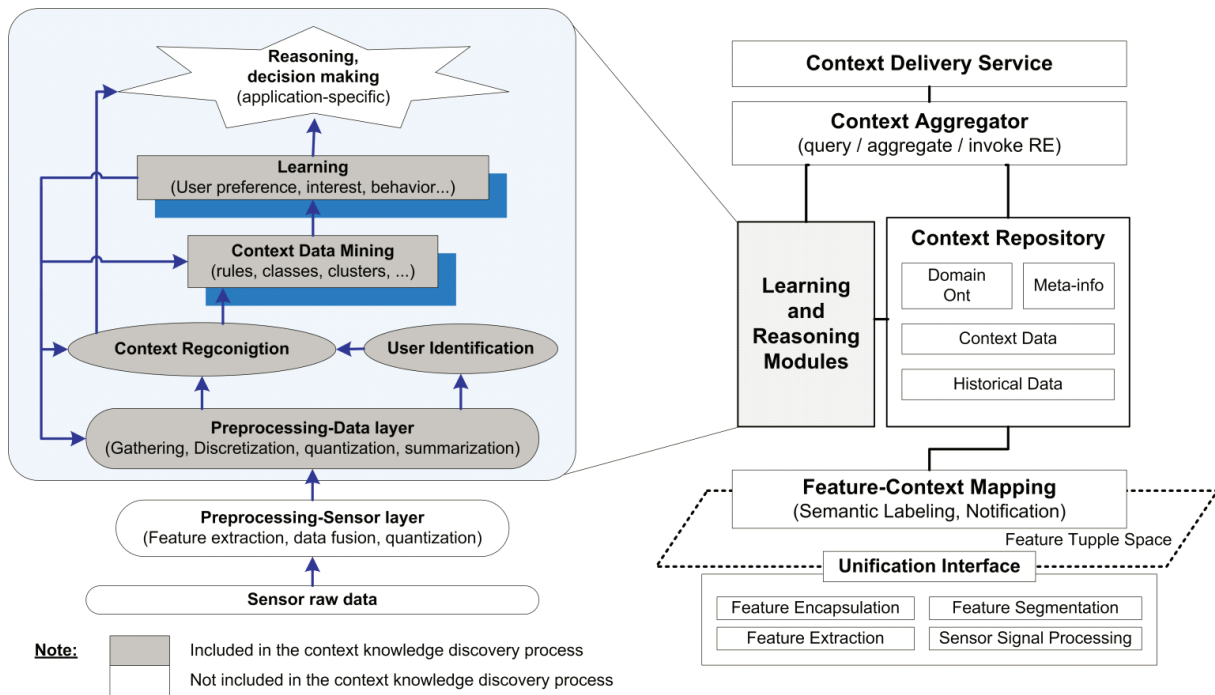 Reasoning,
decision making
(application-specific)
Learning
(User preference, interest, behavior...)
Context Data Mining
(rules, classes, clusters, ...)
Context Regconigtion
User Identification
Preprocessing-Data layer
(Gathering, Discretization, quantization, summarization)
Preprocessing-Sensor layer
(Feature extraction, data fusion, quantization)
Sensor raw data
Note:
Included in the context knowledge discovery process
Not included in the context knowledge discovery process
Context Delivery Service
Context Aggregator
(query / aggregate / invoke RE)
Learning
and
Reasoning
Modules
Context Repository
Domain
Ont
Meta-info
Context Data
Historical Data
Feature-Context Mapping
(Semantic Labeling, Notification)
Feature Tupple Space
Unification Interface
Feature Encapsulation
Feature Segmentation
Feature Extraction
Sensor Signal Processing